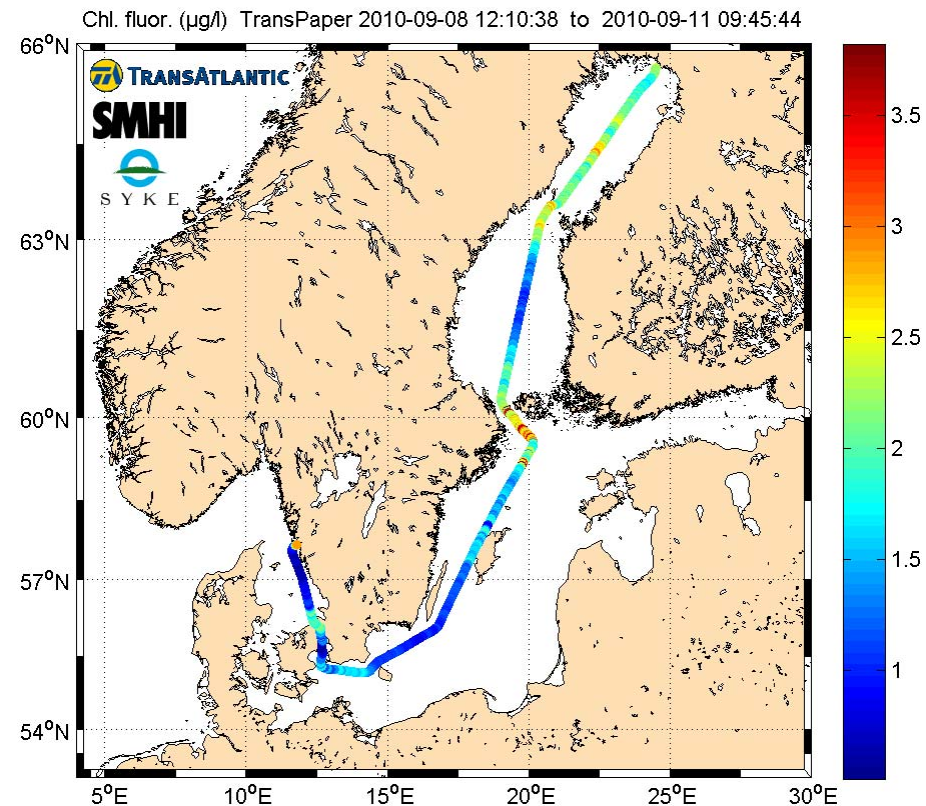 Chl. fluor. (µg/l)  TransPaper 2010-09-08 12:10:38  to  2010-09-11 09:45:44
66°N
TRANSATLANTIC
SMHI
SYKE
3.5
3
63°N
2.5
60°N
2
1.5
57°N
1
54°N
5°E 10°E 15°E 20°E 25°E 30°E